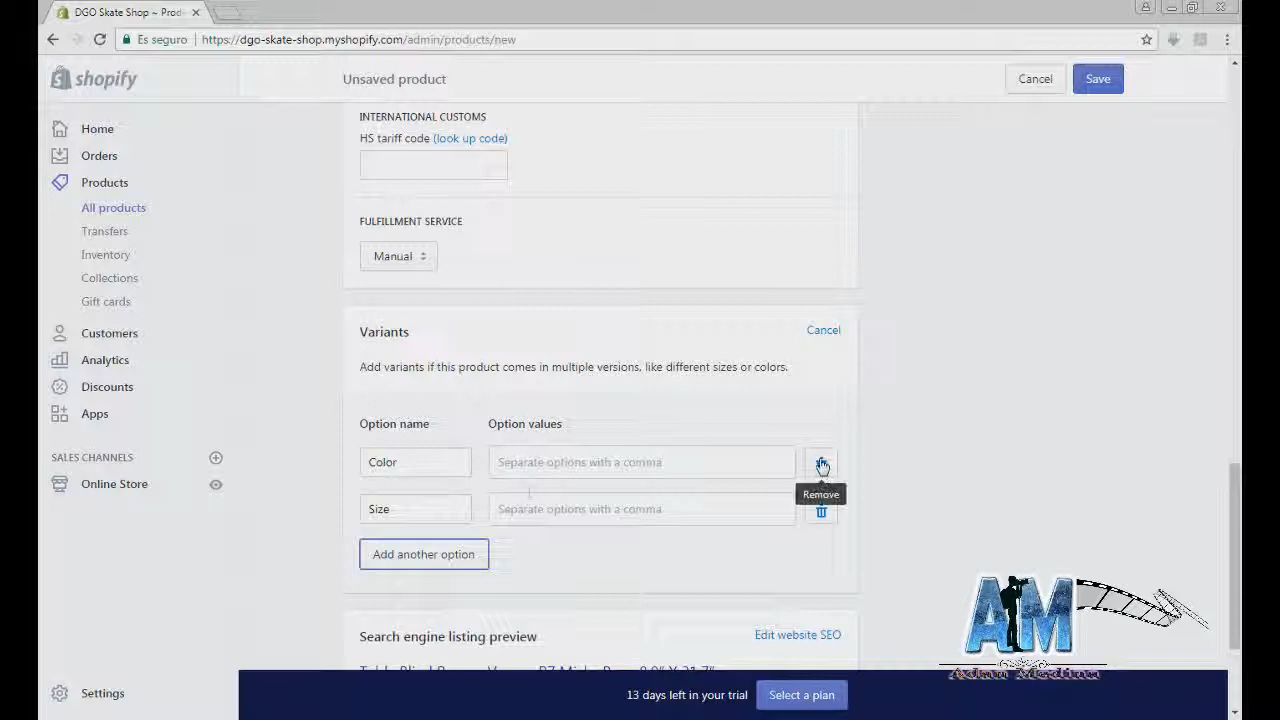 DGO Skate Shop ~ Prod
Es seguro
https://dgo-skate-shop.myshopify.com/admin/products/new
shopify
Unsaved product
Cancel
Save
Home
Orders
Products
All products
Transfers
Inventory
Collections
Gift cards
Customers
Analytics
Discounts
Apps
SALES CHANNELS
Online Store
Settings
INTERNATIONAL CUSTOMS
HS tariff code (look up code)
FULFILLMENT SERVICE
Manual
Variants
Cancel
Add variants if this product comes in multiple versions, like different sizes or colors.
Option name
Option values
Color
Separate options with a comma
Remove
Size
Separate options with a comma
Add another option
Search engine listing preview
Edit website SEO
13 days left in your trial
Select a plan
AM
Adan Medina